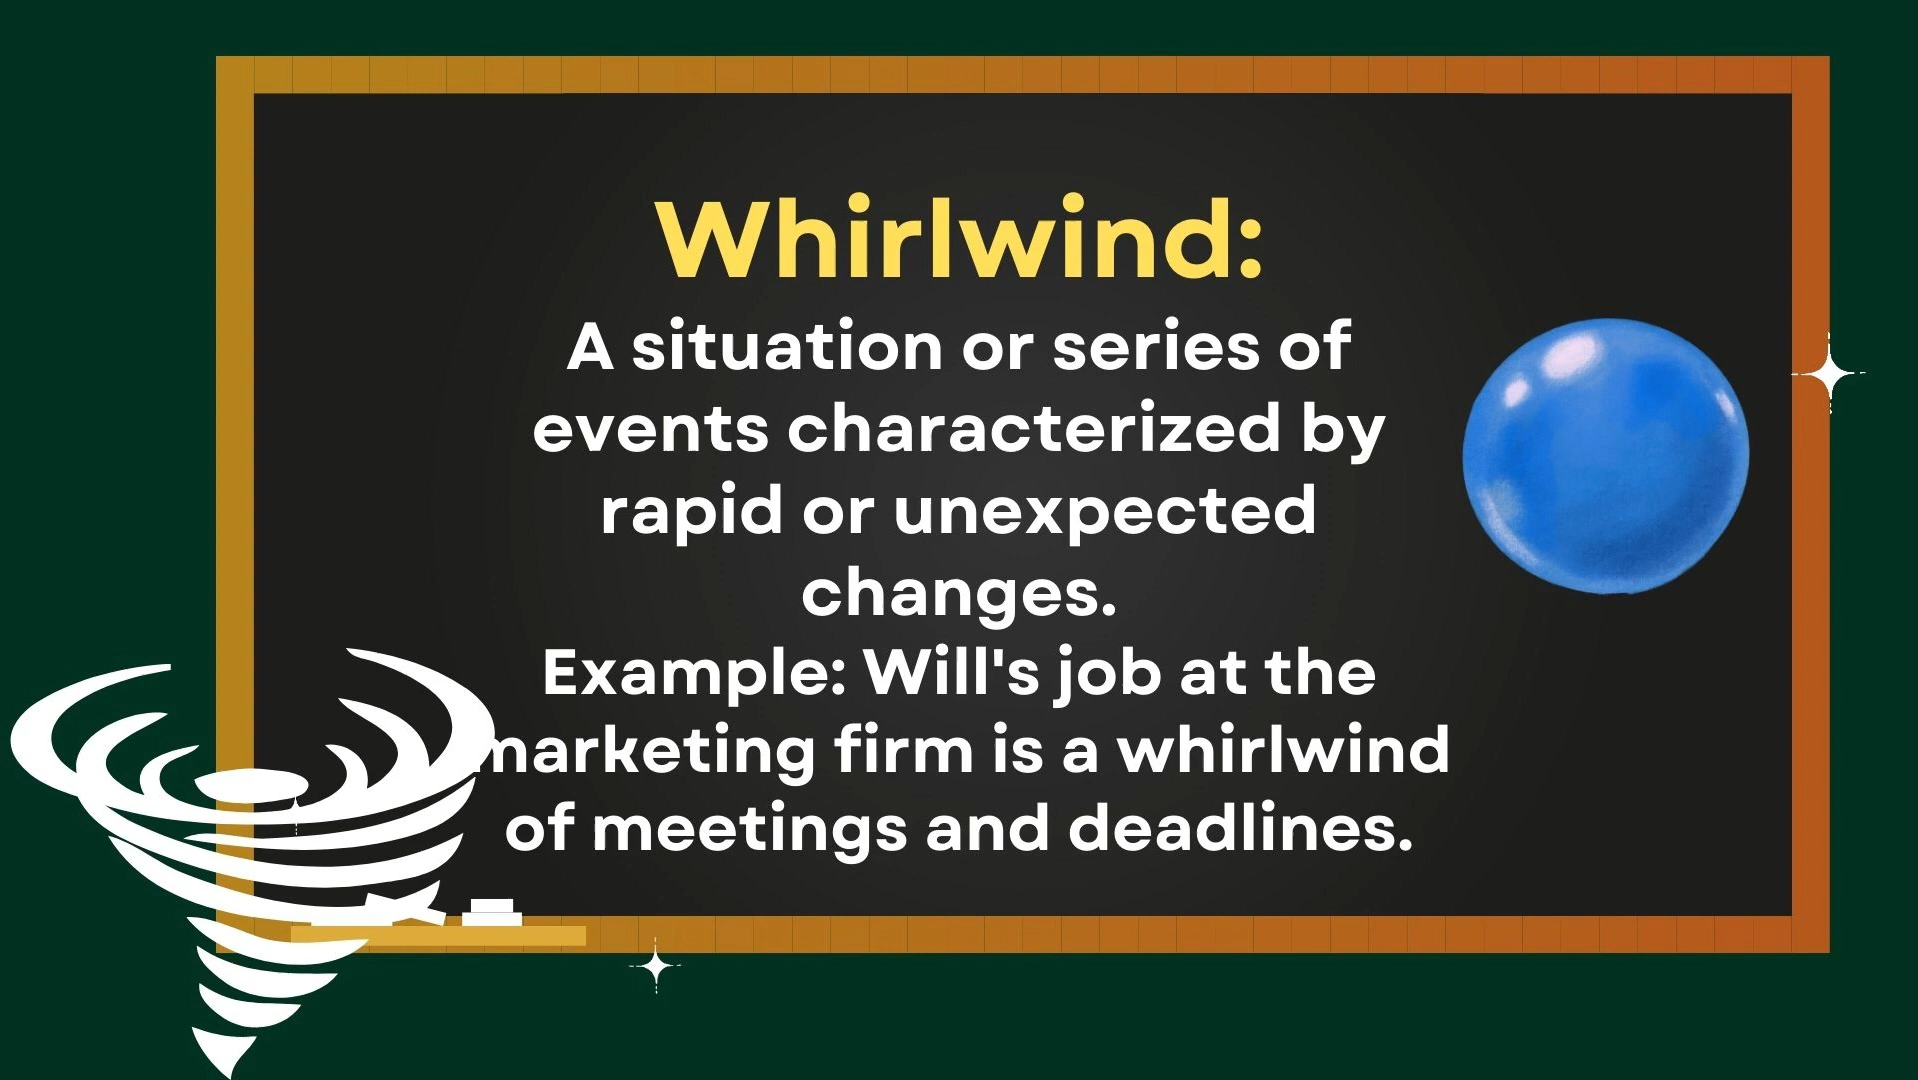 Whirlwind:
A situation or series of
events characterized by
rapid or unexpected
changes.
Example: Will's job at the
marketing firm is a whirlwind
of meetings and deadlines.